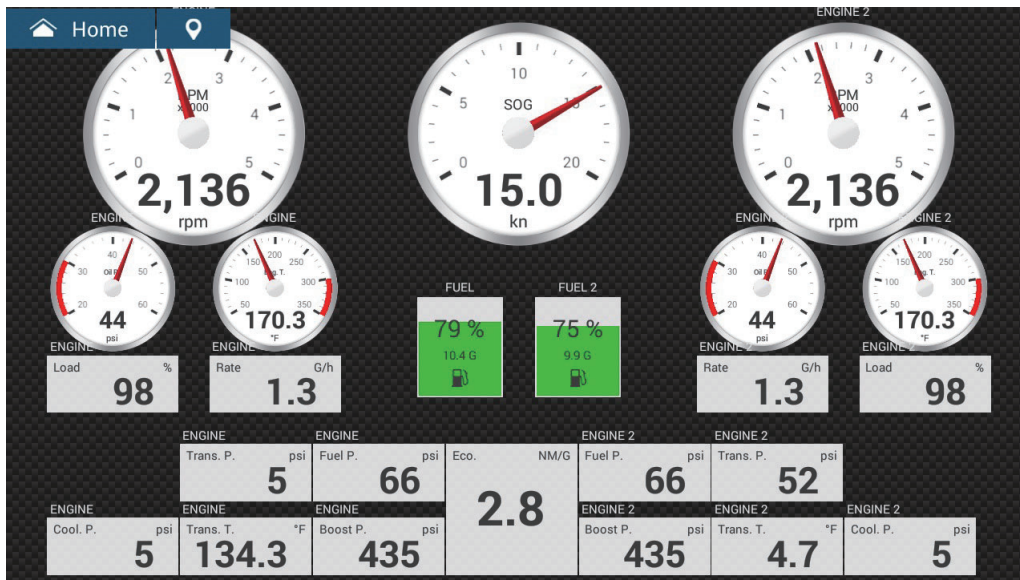 Home
ENGINE 2
0 1 2 3 4 5
2,136
rpm
0 5 10 15 20
SOG
15.0
kn
0 1 2 3 4 5
2,136
rpm
ENGINE
20 30 40 50 60
44
psi
50 100 150 200 250 300 350
170.3
°F
FUEL
79 %
10.4 G
FUEL 2
75 %
9.9 G
20 30 40 50 60
44
psi
ENGINE 2
50 100 150 200 250 300 350
170.3
°F
ENGINE
Load %
98
ENGINE
Rate G/h
1.3
ENGINE 2
Rate G/h
1.3
ENGINE 2
Load %
98
ENGINE
Trans. P. psi
5
ENGINE
Fuel P. psi
66
Eco. NM/G
2.8
ENGINE 2
Fuel P. psi
66
ENGINE 2
Trans. P. psi
52
ENGINE
Cool. P. psi
5
ENGINE
Trans. T. °F
134.3
ENGINE
Boost P. psi
435
ENGINE 2
Boost P. psi
435
ENGINE 2
Trans. T. °F
4.7
ENGINE 2
Cool. P. psi
5